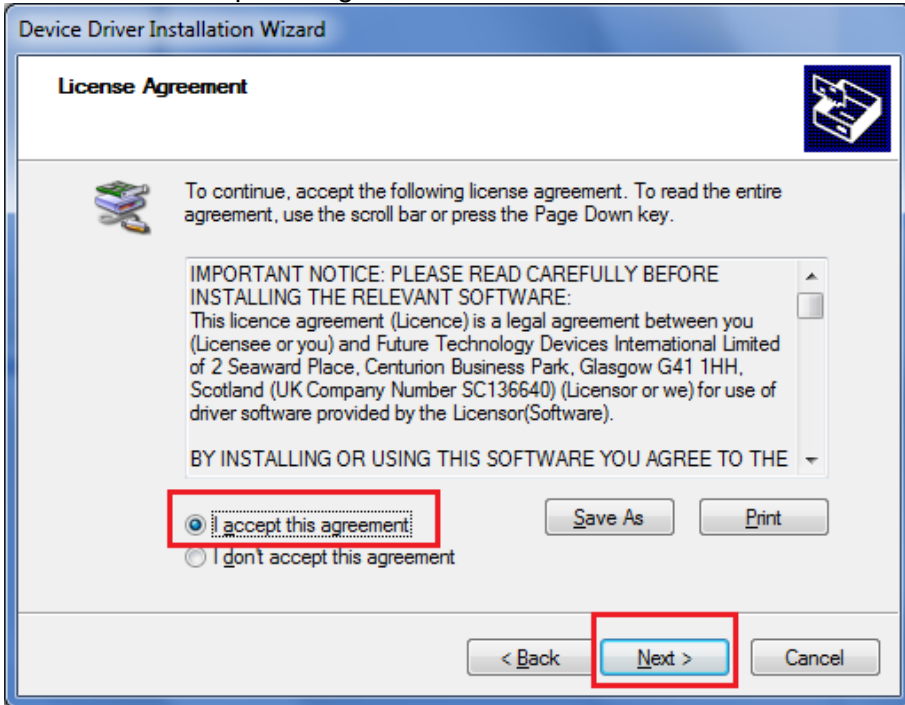 Device Driver Installation Wizard
License Agreement
To continue, accept the following license agreement. To read the entire
agreement, use the scroll bar or press the Page Down key.
IMPORTANT NOTICE: PLEASE READ CAREFULLY BEFORE
INSTALLING THE RELEVANT SOFTWARE:
This licence agreement (Licence) is a legal agreement between you
(Licensee or you) and Future Technology Devices International Limited
of 2 Seaward Place, Centurion Business Park, Glasgow G41 1HH,
Scotland (UK Company Number SC136640) (Licensor or we) for use of
driver software provided by the Licensor(Software).
BY INSTALLING OR USING THIS SOFTWARE YOU AGREE TO THE
I accept this agreement
Save As
Print
I don't accept this agreement
< Back
Next >
Cancel